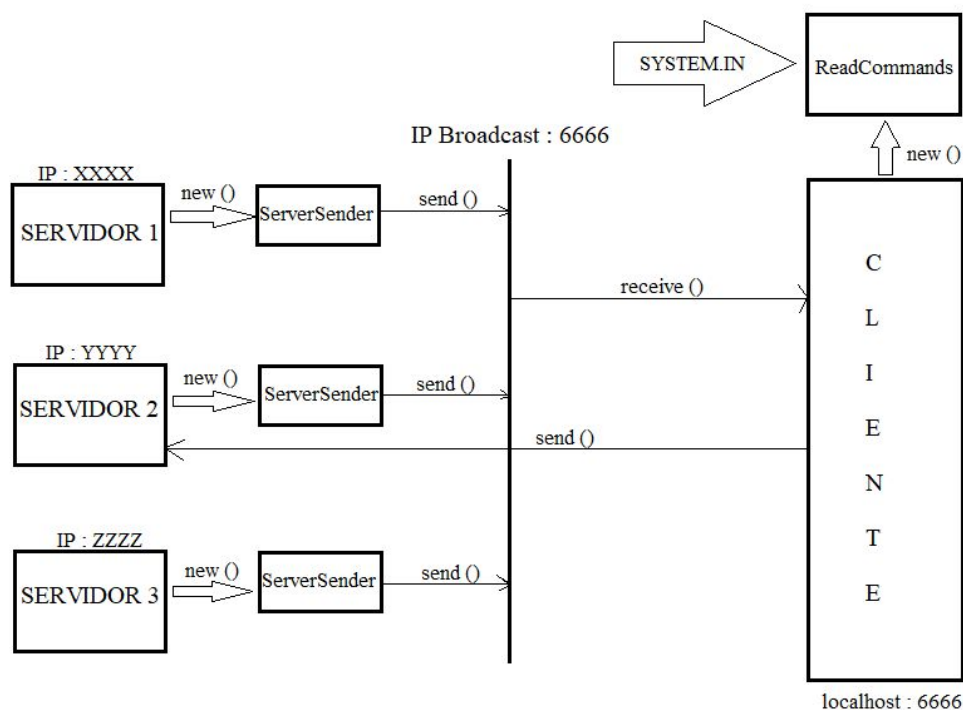 SYSTEM.IN
ReadCommands
new ()
IP Broadcast : 6666
IP : XXXX
SERVIDOR 1
new ()
ServerSender
send ()
receive ()
IP : YYYY
SERVIDOR 2
new ()
ServerSender
send ()
send ()
IP : ZZZZ
SERVIDOR 3
new ()
ServerSender
send ()
C
L
I
E
N
T
E
localhost : 6666